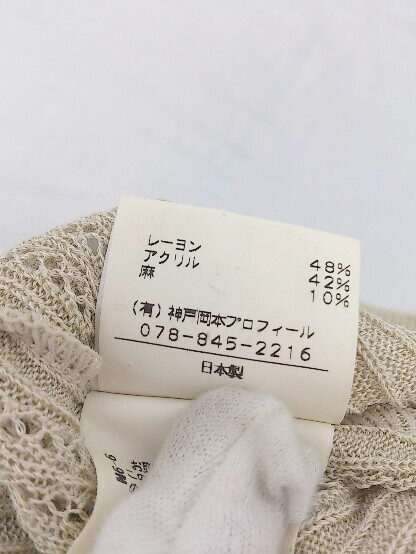 レーヨン 48%
アクリル 42%
麻 10%
(有)神戸岡本プロフィール
078-845-2216
日本製